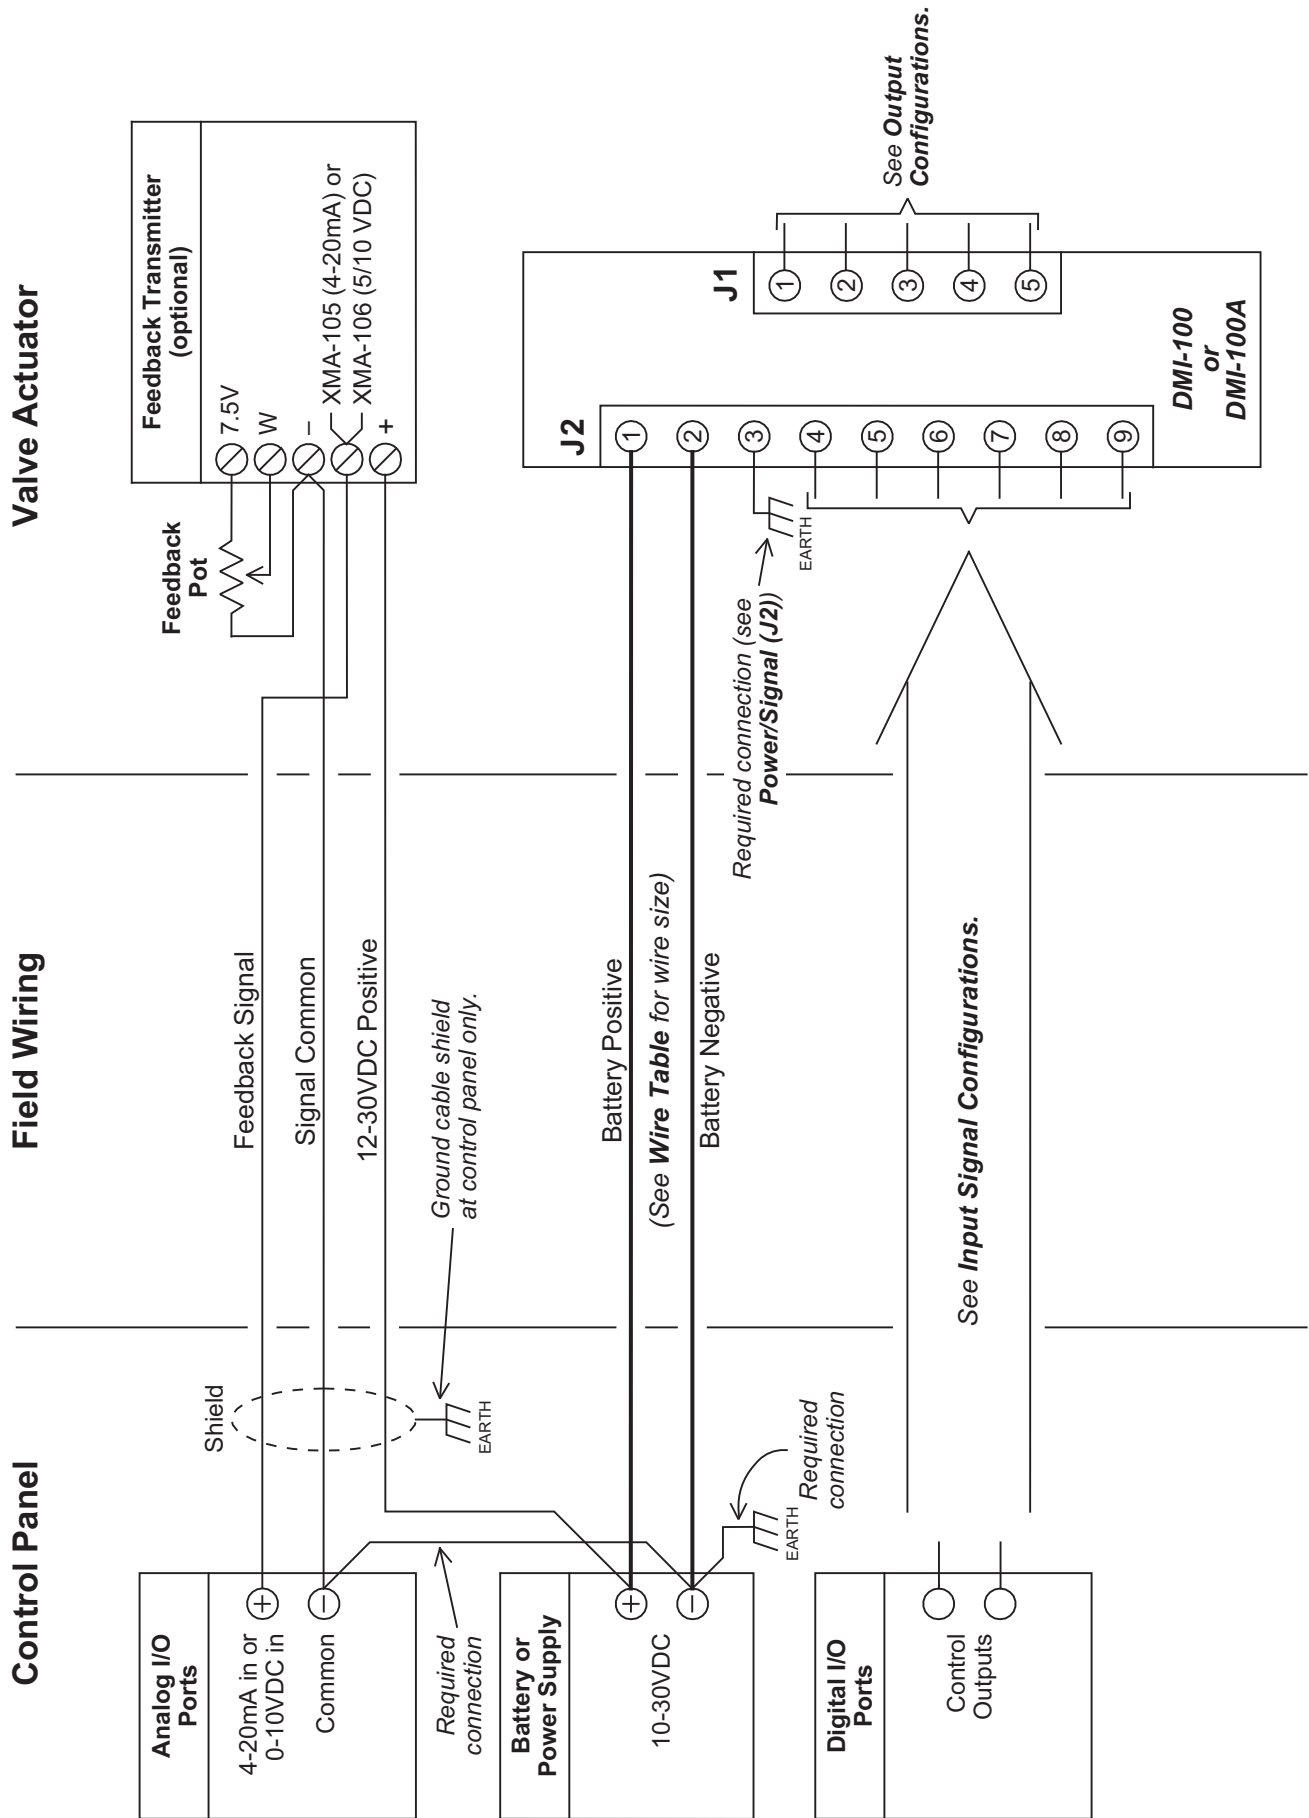 Control Panel
Field Wiring
Valve Actuator
Analog I/O
Ports
4-20mA in or
0-10VDC in
+
Common
−
Shield
EARTH
Ground cable shield
at control panel only.
Feedback Signal
Signal Common
12-30VDC Positive
Feedback
Pot
Feedback Transmitter
(optional)
7.5V
W
−
XMA-105 (4-20mA) or
XMA-106 (5/10 VDC)
+
Required
connection
Battery or
Power Supply
10-30VDC
+
−
EARTH
Required
connection
Battery Positive
(See Wire Table for wire size)
Battery Negative
Required connection (see
Power/Signal (J2))
EARTH
J2
1
2
3
4
5
6
7
8
9
J1
1
2
3
4
5
See Output
Configurations.
DMI-100
or
DMI-100A
Digital I/O
Ports
Control
Outputs
See Input Signal Configurations.